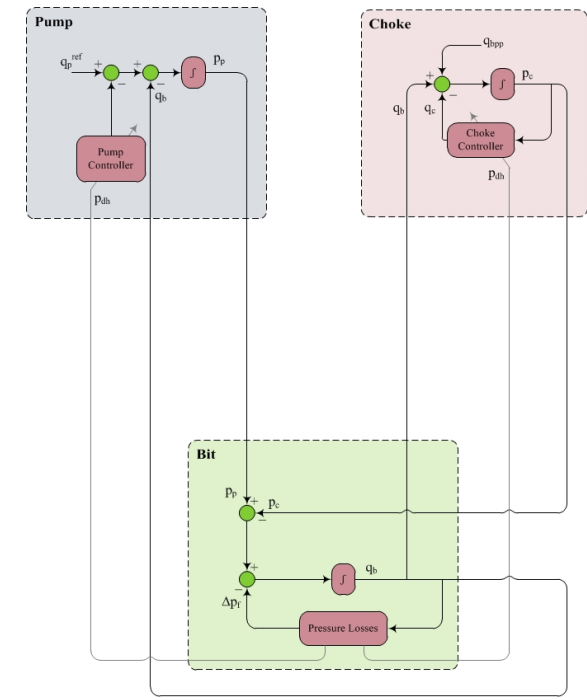 Pump
q_p^ref
+
−
+
−
q_b
∫
p_p
Pump
Controller
p_dh
Choke
q_bpp
+
−
q_b
q_c
∫
p_c
Choke
Controller
p_dh
Bit
p_p
+
p_c
−
+
−
Δp_f
∫
q_b
Pressure Losses